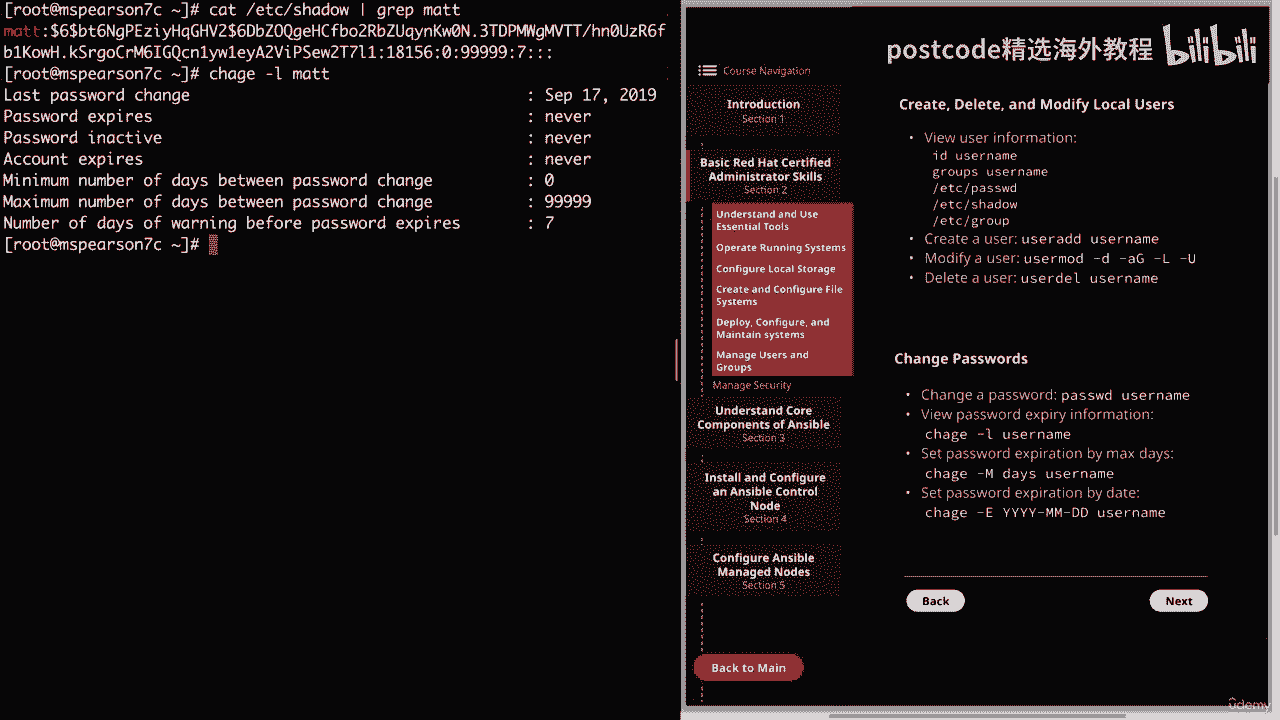 [root@mspearson7c ~]# cat /etc/shadow | grep matt
matt:$6$bt6NgPEziyHqGHV2$6DbZOQgeHCfbo2RbZUqynKw0N.3TDPMWgMVTT/hn0UzR6f
b1KowH.kSrgoCrM6IGQcn1yw1eyA2ViPSew2T7l1:18156:0:99999:7:::
[root@mspearson7c ~]# chage -l matt
Last password change : Sep 17, 2019
Password expires : never
Password inactive : never
Account expires : never
Minimum number of days between password change : 0
Maximum number of days between password change : 99999
Number of days of warning before password expires : 7
[root@mspearson7c ~]#
postcode精选海外教程 bilibili
Course Navigation
Introduction
Section 1
Basic Red Hat Certified
Administrator Skills
Section 2
Understand and Use
Essential Tools
Operate Running Systems
Configure Local Storage
Create and Configure File
Systems
Deploy, Configure, and
Maintain systems
Manage Users and
Groups
Manage Security
Understand Core
Components of Ansible
Section 3
Install and Configure
an Ansible Control
Node
Section 4
Configure Ansible
Managed Nodes
Section 5
Back to Main
Create, Delete, and Modify Local Users
• View user information:
id username
groups username
/etc/passwd
/etc/shadow
/etc/group
• Create a user: useradd username
• Modify a user: usermod -d -aG -L -U
• Delete a user: userdel username
Change Passwords
• Change a password: passwd username
• View password expiry information:
chage -l username
• Set password expiration by max days:
chage -M days username
• Set password expiration by date:
chage -E YYYY-MM-DD username
Back
Next
udemy